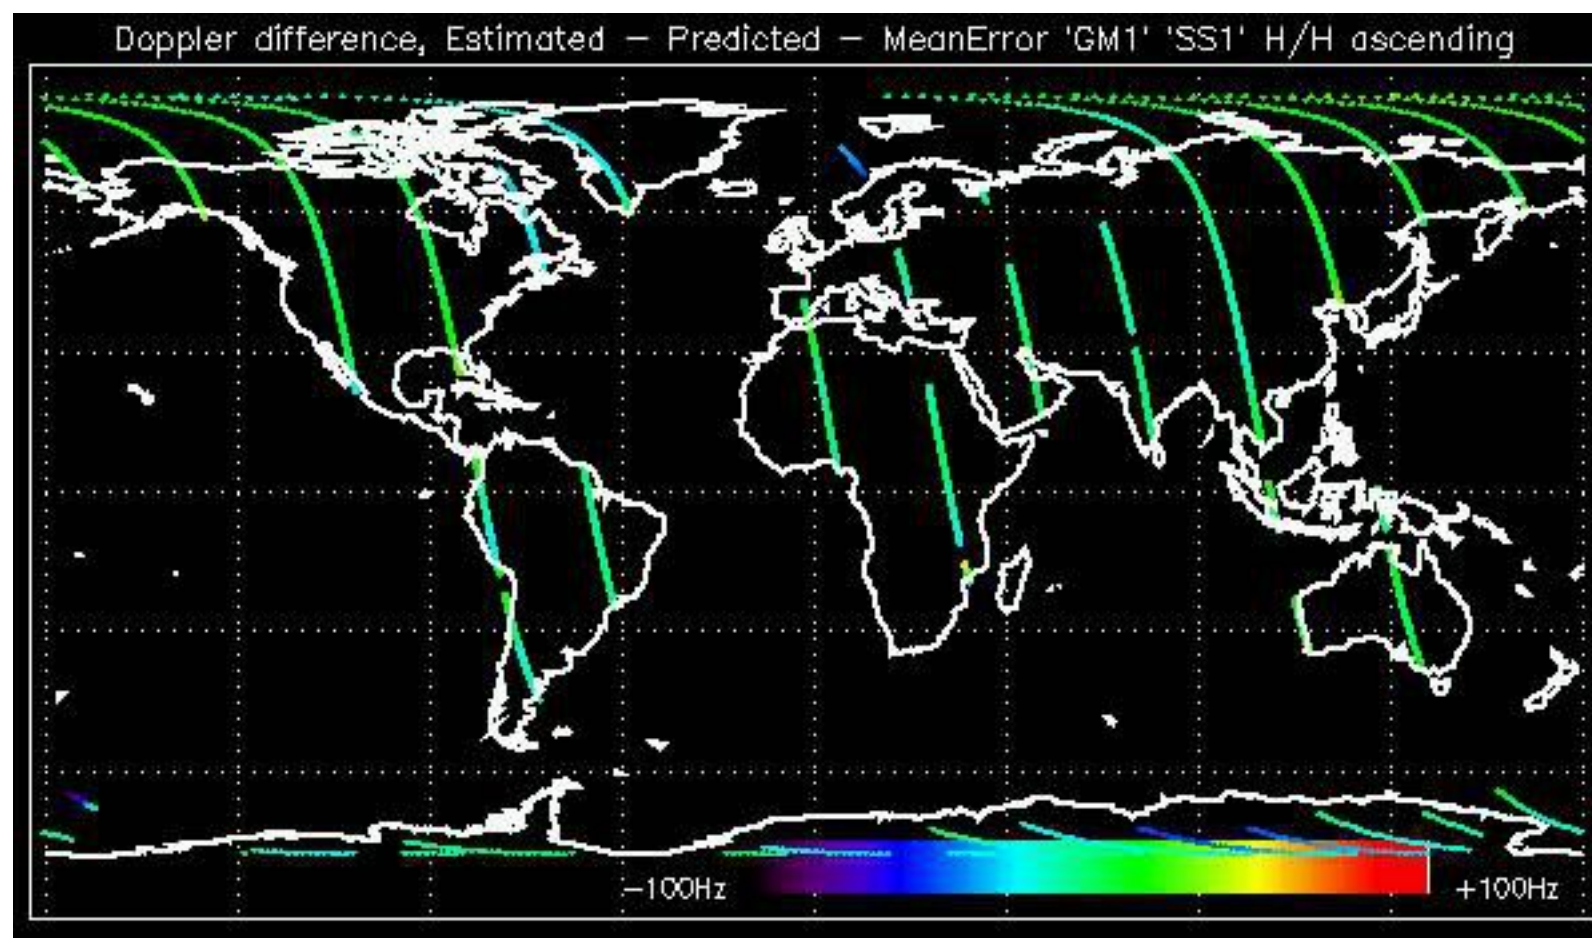 Doppler difference, Estimated – Predicted – MeanError 'GM1' 'SS1' H/H ascending
-100Hz
+100Hz